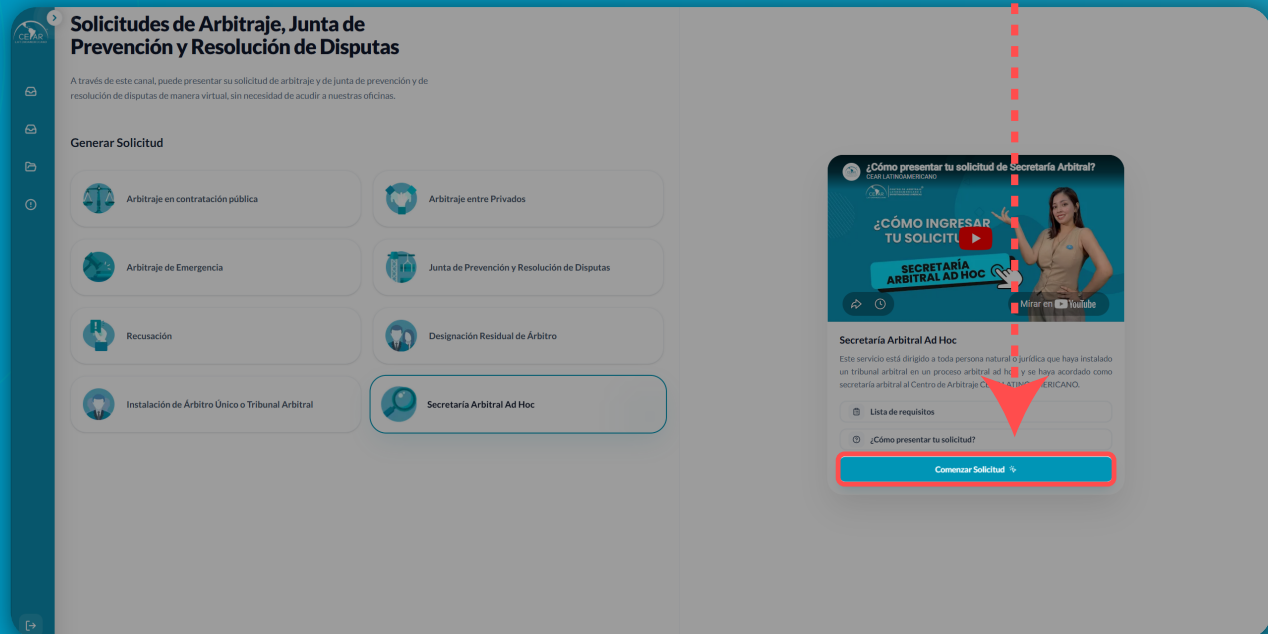 CEAR
Solicitudes de Arbitraje, Junta de
Prevención y Resolución de Disputas
A través de este canal, puede presentar su solicitud de arbitraje y de junta de prevención y de
resolución de disputas de manera virtual, sin necesidad de acudir a nuestras oficinas.
Generar Solicitud
Arbitraje en contratación pública
Arbitraje entre Privados
Arbitraje de Emergencia
Junta de Prevención y Resolución de Disputas
Recusación
Designación Residual de Árbitro
Instalación de Árbitro Único o Tribunal Arbitral
Secretaría Arbitral Ad Hoc
¿Cómo presentar tu solicitud de Secretaría Arbitral?
CEAR LATINOAMERICANO
¿CÓMO INGRESAR
TU SOLICITU
SECRETARÍA
ARBITRAL AD HOC
Mirar en YouTube
Secretaría Arbitral Ad Hoc
Este servicio está dirigido a toda persona natural o jurídica que haya instalado
un tribunal arbitral en un proceso arbitral ad hoc y se haya acordado como
secretaría arbitral al Centro de Arbitraje CEAR LATINOAMERICANO.
Lista de requisitos
¿Cómo presentar tu solicitud?
Comenzar Solicitud